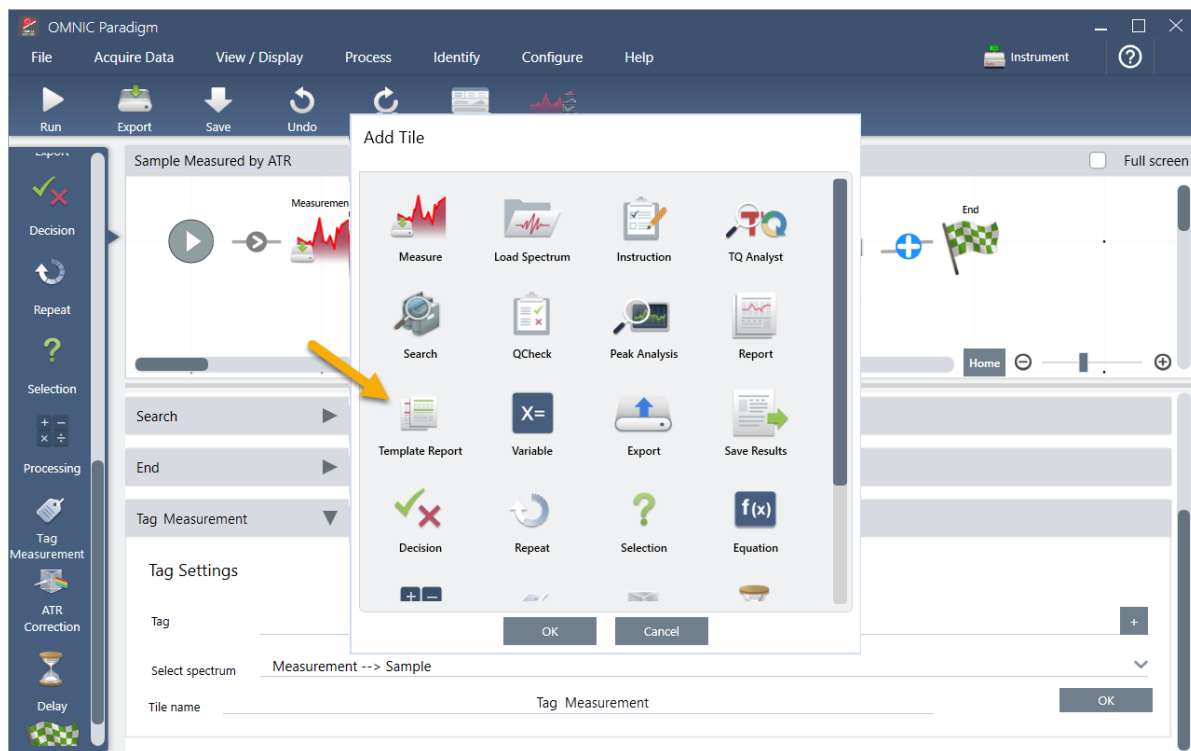 OMNIC Paradigm
File
Acquire Data
View / Display
Process
Identify
Configure
Help
Instrument
Run
Export
Save
Undo
Export
Decision
Repeat
Selection
Processing
Tag
Measurement
ATR
Correction
Delay
Sample Measured by ATR
Full screen
Measuremen
End
Home
Add Tile
Measure
Load Spectrum
Instruction
TQ Analyst
Search
QCheck
Peak Analysis
Report
X=
Template Report
Variable
Export
Save Results
f(x)
Decision
Repeat
Selection
Equation
OK
Cancel
Search
End
Tag Measurement
Tag Settings
Tag
+
Select spectrum
Measurement --> Sample
Tile name
Tag Measurement
OK